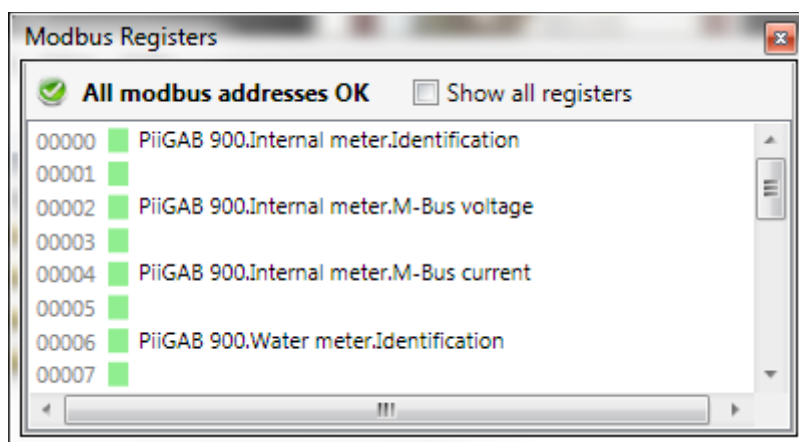 Modbus Registers
All modbus addresses OK Show all registers
00000 PiiGAB 900.Internal meter.Identification
00001
00002 PiiGAB 900.Internal meter.M-Bus voltage
00003
00004 PiiGAB 900.Internal meter.M-Bus current
00005
00006 PiiGAB 900.Water meter.Identification
00007